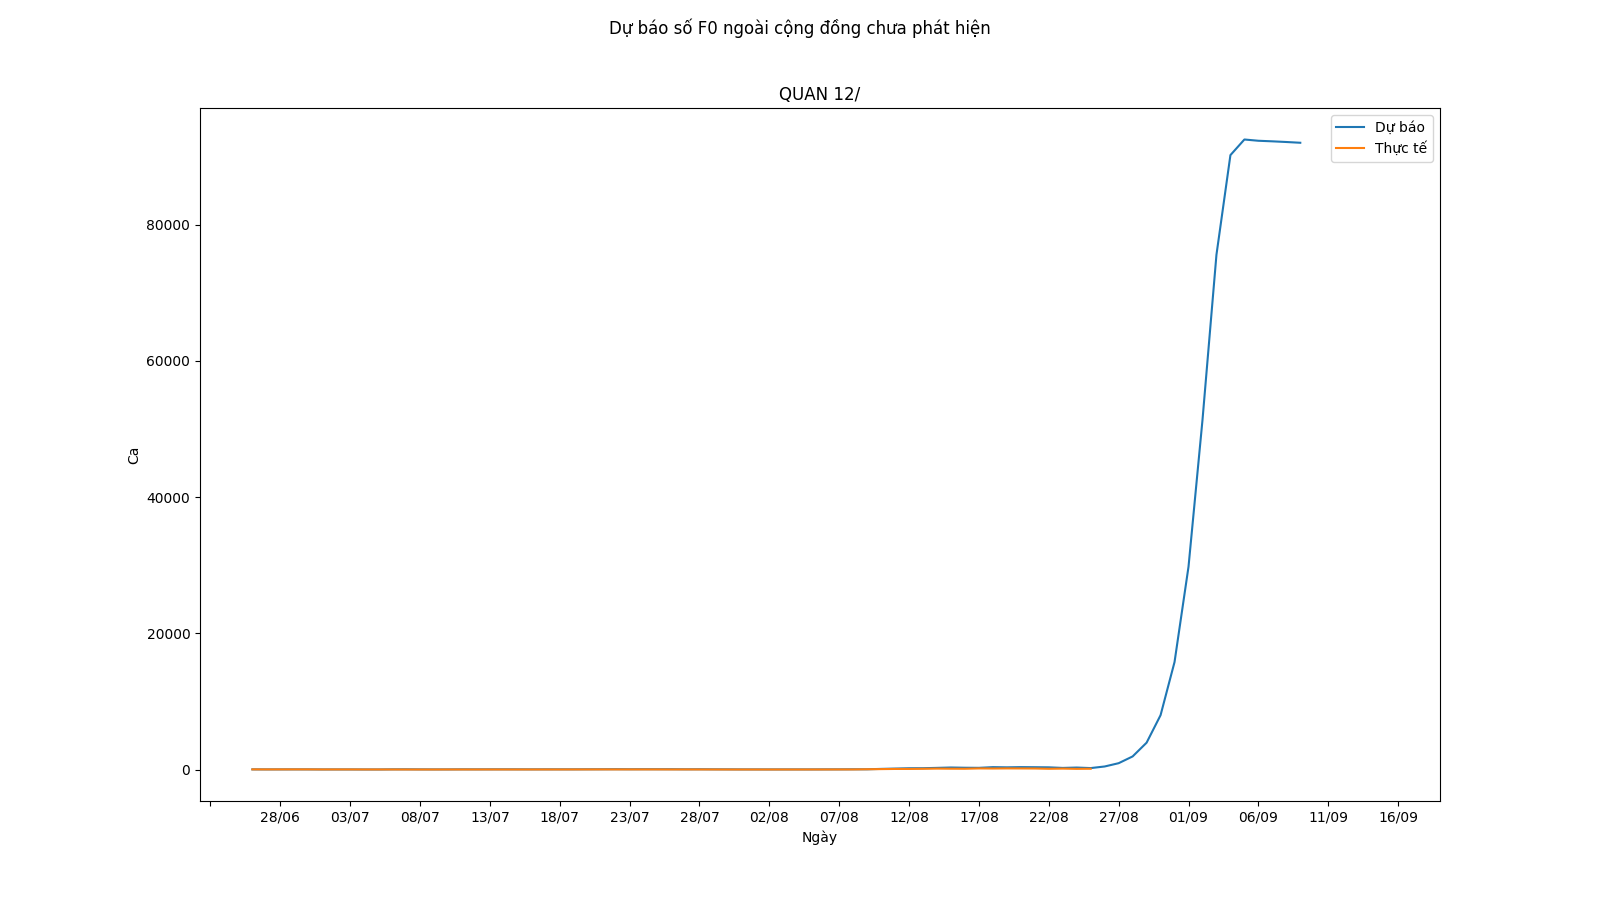 Dự báo số F0 ngoài cộng đồng chưa phát hiện
QUAN 12/
Dự báo
Thực tế
80000
60000
40000
20000
0
Ca
28/06 03/07 08/07 13/07 18/07 23/07 28/07 02/08 07/08 12/08 17/08 22/08 27/08 01/09 06/09 11/09 16/09
Ngày